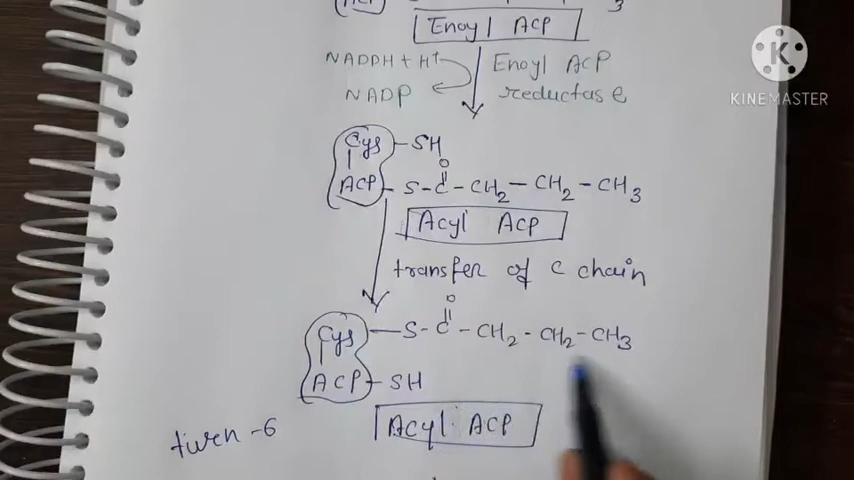 Enoyl ACP
NADPH + H+ Enoyl ACP
NADP reductase
Cys - SH
O
ACP - S - C - CH2 - CH2 - CH3
Acyl ACP
transfer of C chain
O
Cys - S - C - CH2 - CH2 - CH3
ACP - SH
Acyl ACP
turn - 6
KINEMASTER